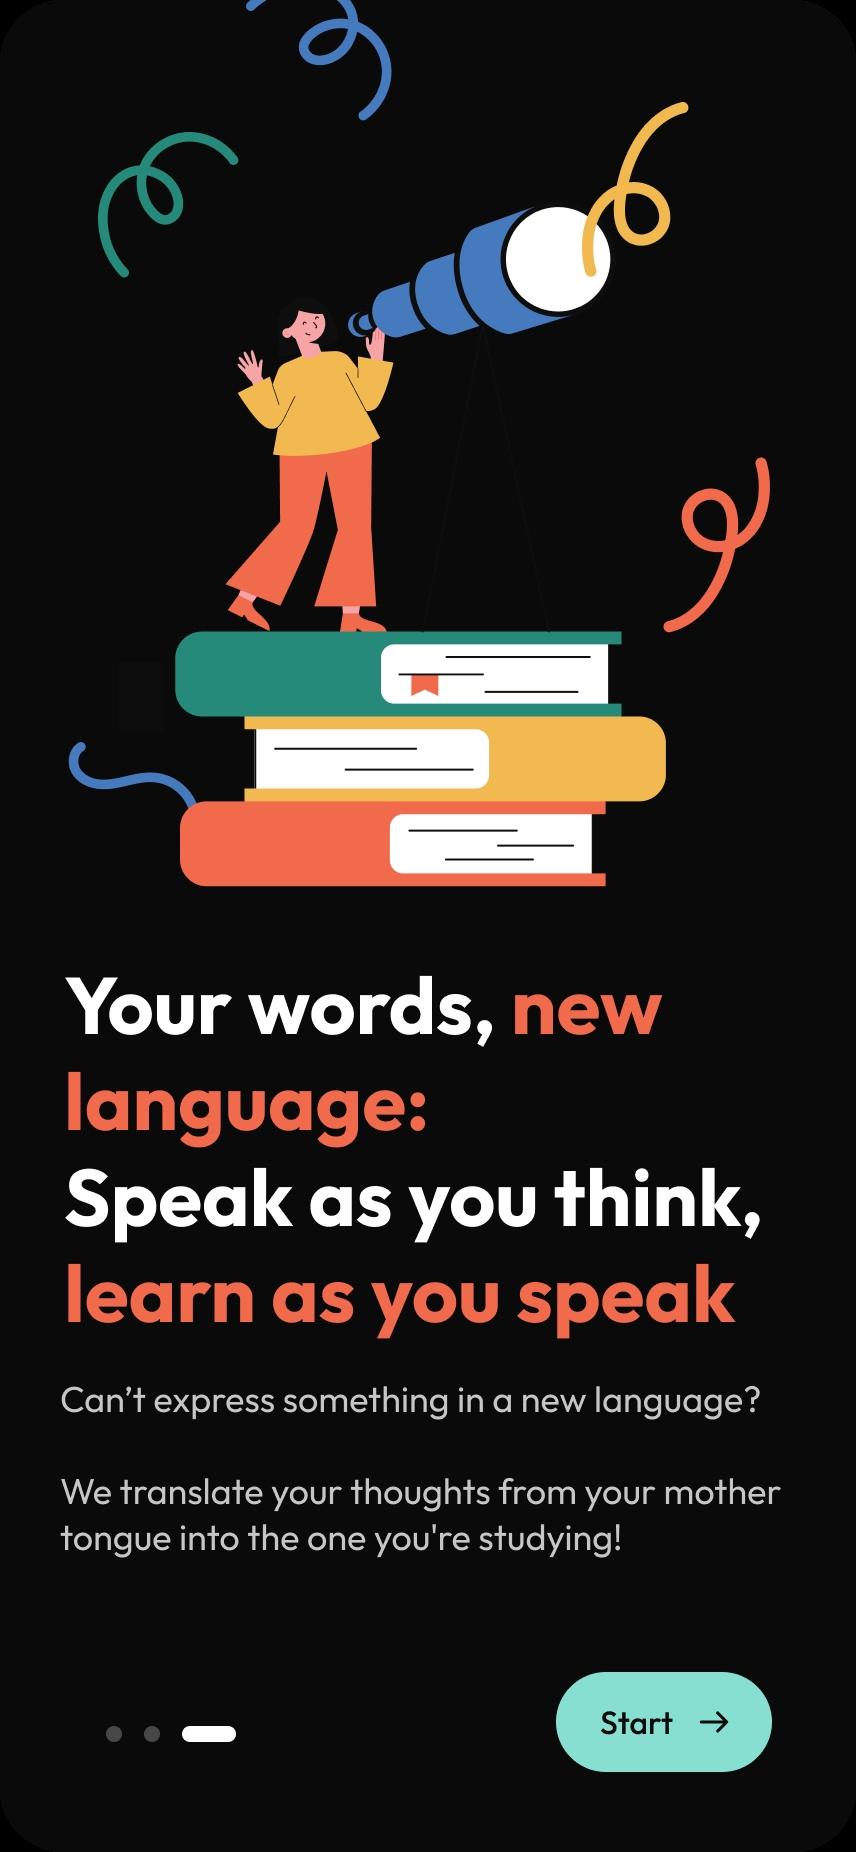 Your words, new
language:
Speak as you think,
learn as you speak
Can’t express something in a new language?
We translate your thoughts from your mother
tongue into the one you're studying!
Start